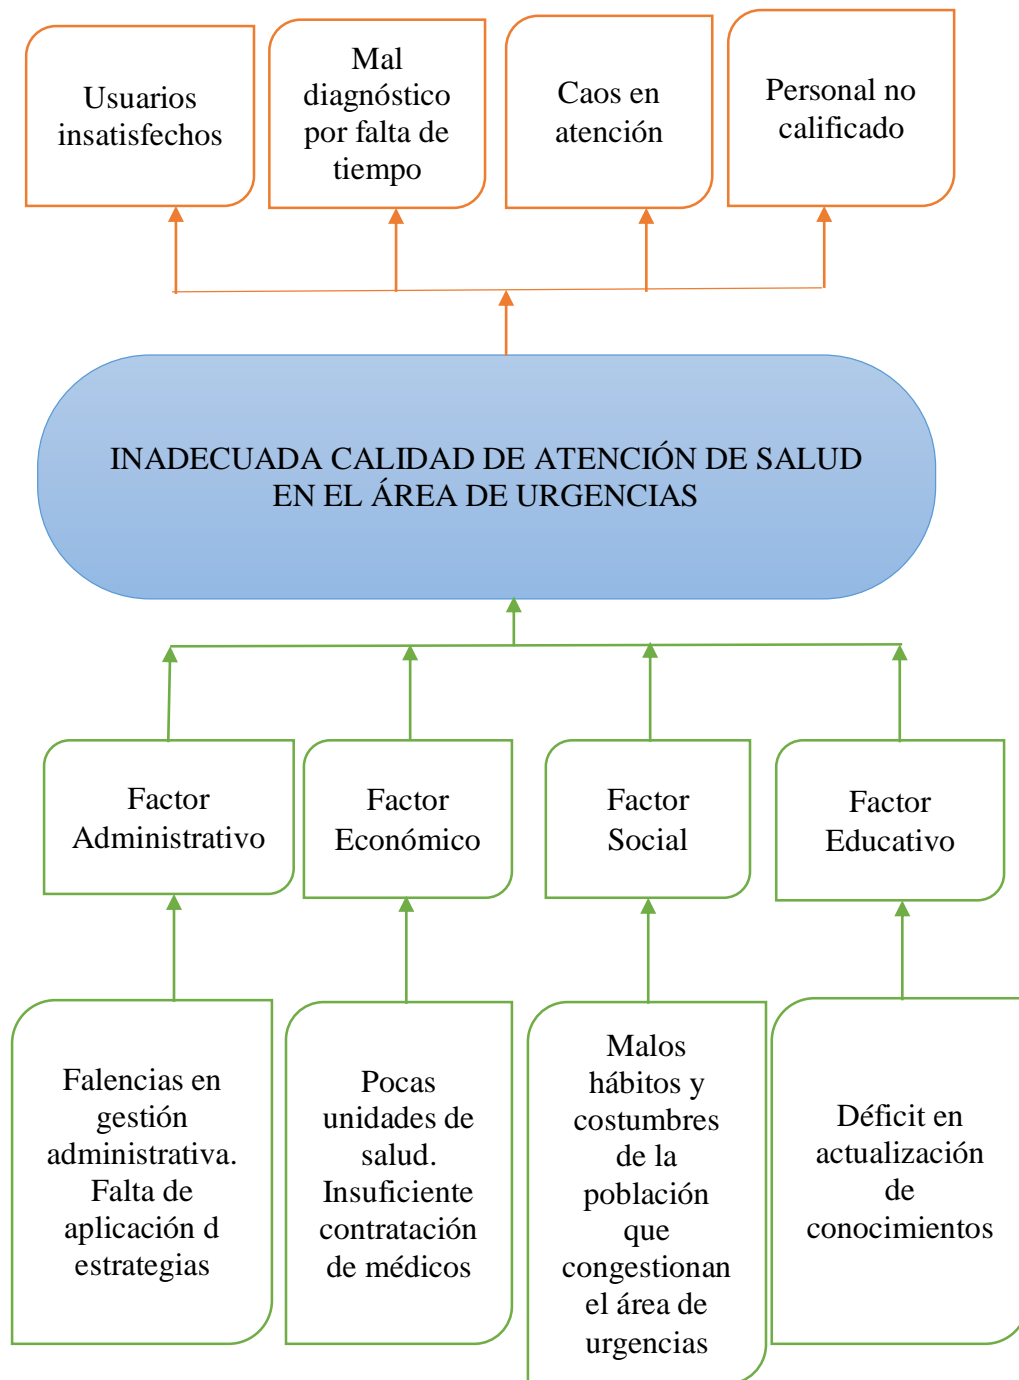 Usuarios
insatisfechos
Mal
diagnóstico
por falta de
tiempo
Caos en
atención
Personal no
calificado
INADECUADA CALIDAD DE ATENCIÓN DE SALUD
EN EL ÁREA DE URGENCIAS
Factor
Administrativo
Factor
Económico
Factor
Social
Factor
Educativo
Falencias en
gestión
administrativa.
Falta de
aplicación d
estrategias
Pocas
unidades de
salud.
Insuficiente
contratación
de médicos
Malos
hábitos y
costumbres
de la
población
que
congestionan
el área de
urgencias
Déficit en
actualización
de
conocimientos